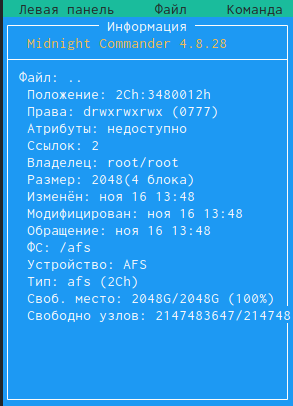 Левая панель Файл Команда
Информация
Midnight Commander 4.8.28
Файл: ..
Положение: 2Ch:3480012h
Права: drwxrwxrwx (0777)
Атрибуты: недоступно
Ссылок: 2
Владелец: root/root
Размер: 2048(4 блока)
Изменён: ноя 16 13:48
Модифицирован: ноя 16 13:48
Обращение: ноя 16 13:48
ФС: /afs
Устройство: AFS
Тип: afs (2Ch)
Своб. место: 2048G/2048G (100%)
Свободно узлов: 2147483647/214748